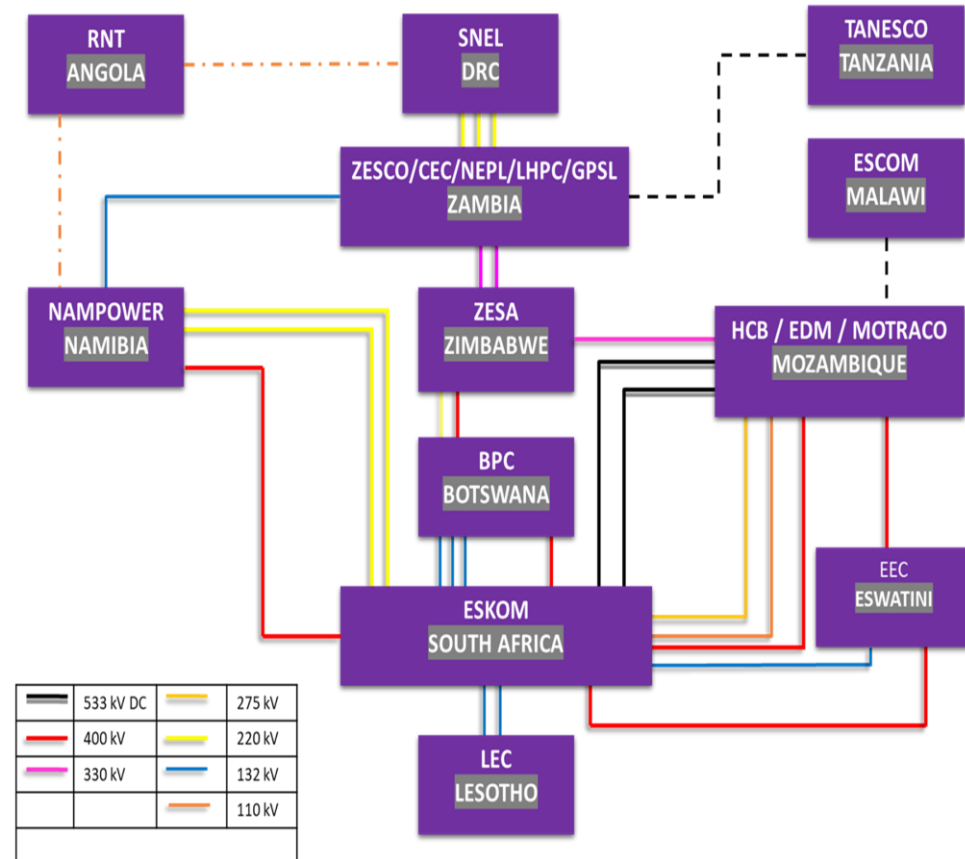 RNT
ANGOLA
SNEL
DRC
TANESCO
TANZANIA
ZESCO/CEC/NEPL/LHPC/GPSL
ZAMBIA
ESCOM
MALAWI
NAMPOWER
NAMIBIA
ZESA
ZIMBABWE
HCB / EDM / MOTRACO
MOZAMBIQUE
BPC
BOTSWANA
EEC
ESWATINI
ESKOM
SOUTH AFRICA
LEC
LESOTHO
533 kV DC
275 kV
400 kV
220 kV
330 kV
132 kV
110 kV